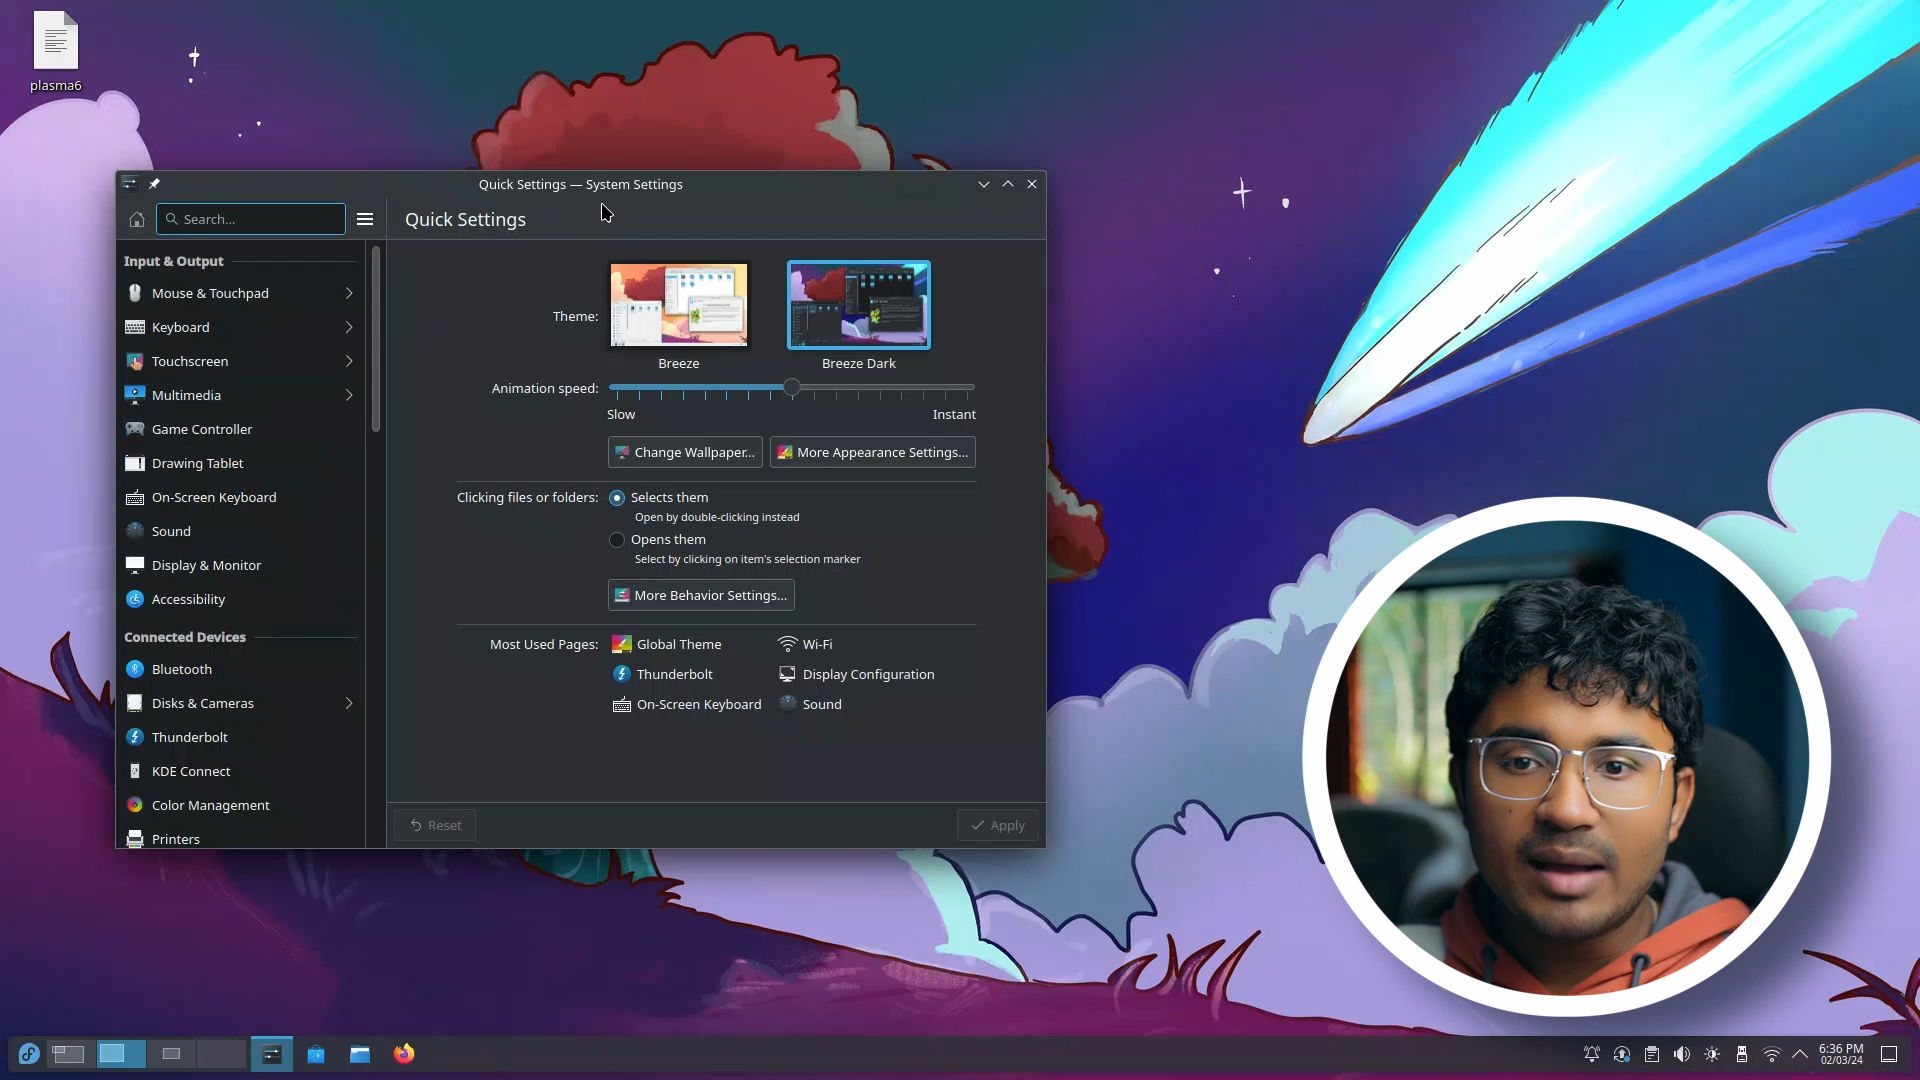 plasma6
Quick Settings — System Settings
Search...
Quick Settings
Input & Output
Mouse & Touchpad
Keyboard
Touchscreen
Multimedia
Game Controller
Drawing Tablet
On-Screen Keyboard
Sound
Display & Monitor
Accessibility
Connected Devices
Bluetooth
Disks & Cameras
Thunderbolt
KDE Connect
Color Management
Printers
Theme:
Breeze
Breeze Dark
Animation speed:
Slow
Instant
Change Wallpaper...
More Appearance Settings...
Clicking files or folders:
Selects them
Open by double-clicking instead
Opens them
Select by clicking on item's selection marker
More Behavior Settings...
Most Used Pages:
Global Theme
Wi-Fi
Thunderbolt
Display Configuration
On-Screen Keyboard
Sound
Reset
Apply
6:36 PM
02/03/24